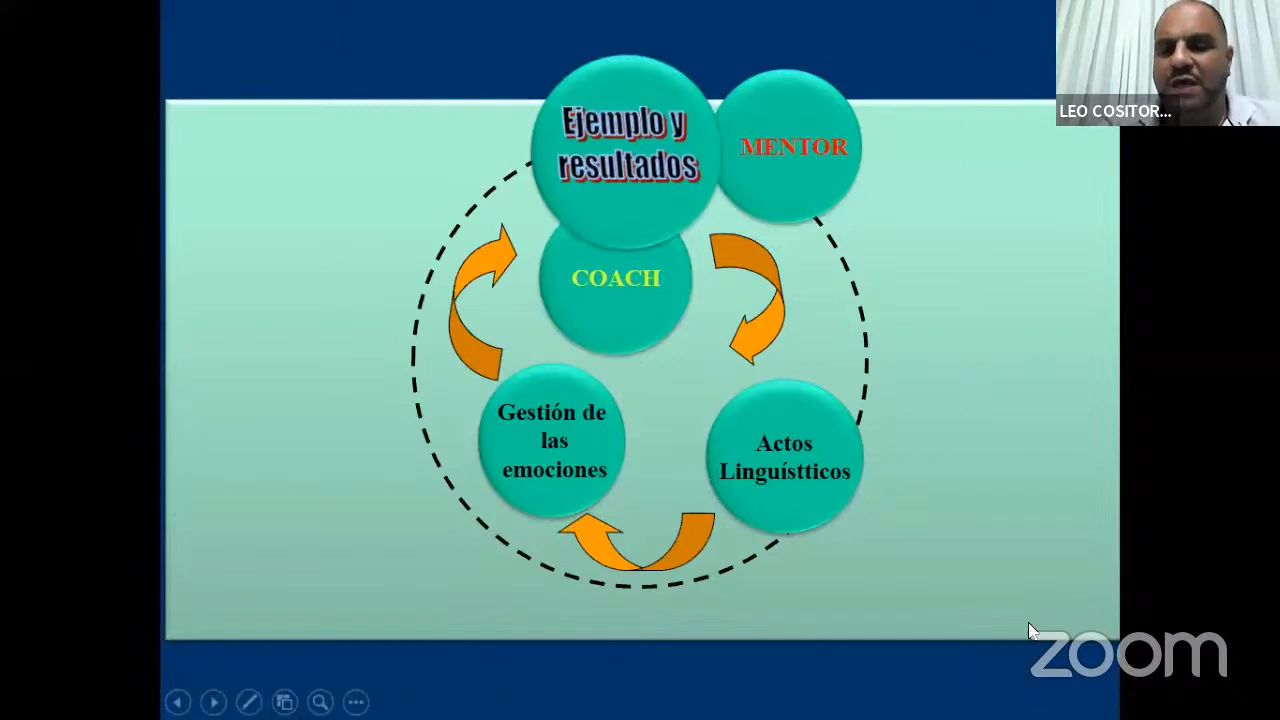 LEO COSITOR...
Ejemplo y
resultados
MENTOR
COACH
Gestión de
las
emociones
Actos
Linguístticos
zoom